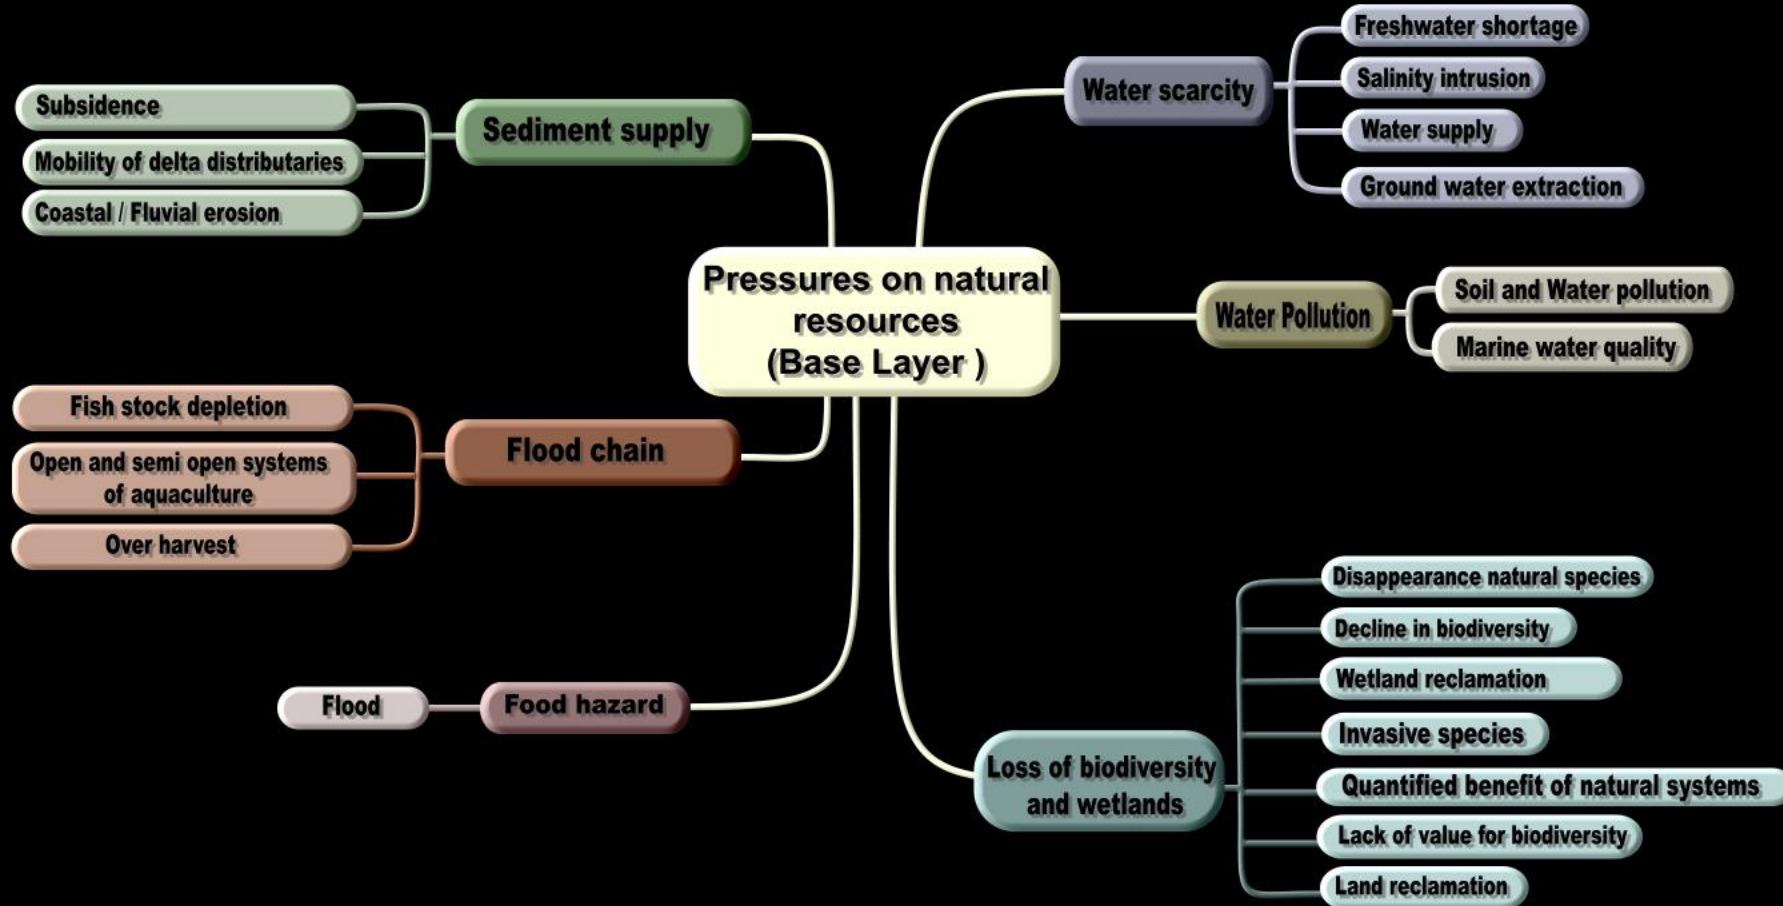 Pressures on natural
resources
(Base Layer )
Sediment supply
Subsidence
Mobility of delta distributaries
Coastal / Fluvial erosion
Flood chain
Fish stock depletion
Open and semi open systems
of aquaculture
Over harvest
Food hazard
Flood
Water scarcity
Freshwater shortage
Salinity intrusion
Water supply
Ground water extraction
Water Pollution
Soil and Water pollution
Marine water quality
Loss of biodiversity
and wetlands
Disappearance natural species
Decline in biodiversity
Wetland reclamation
Invasive species
Quantified benefit of natural systems
Lack of value for biodiversity
Land reclamation